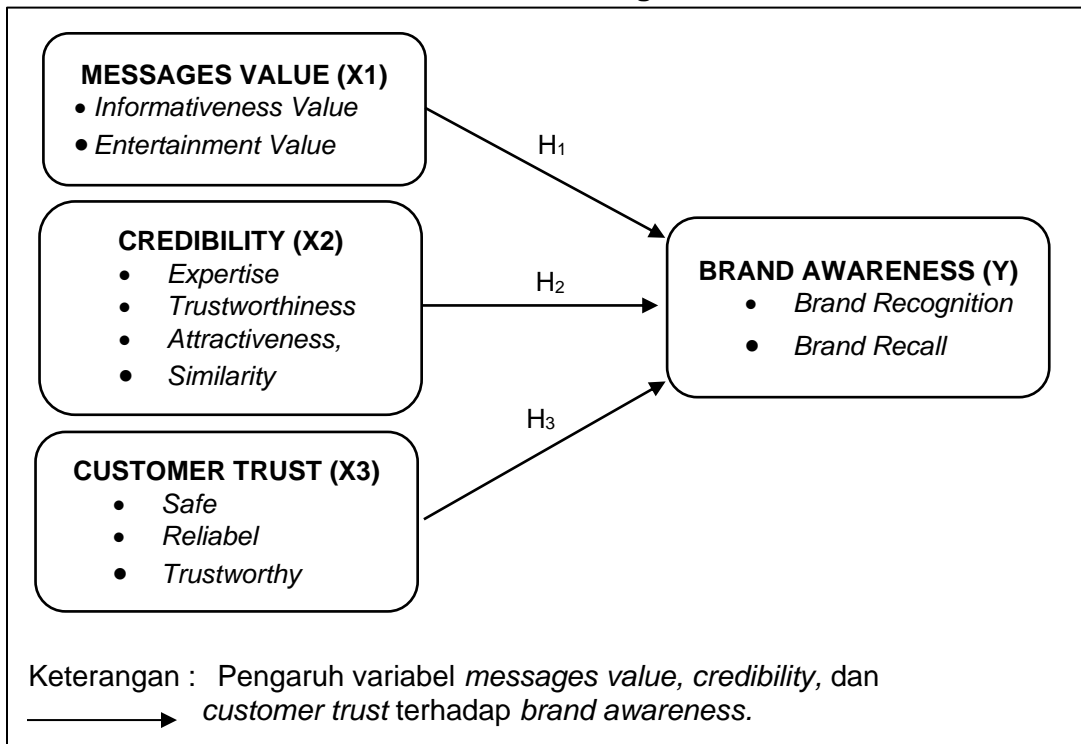 MESSAGES VALUE (X1)
• Informativeness Value
• Entertainment Value
H1
CREDIBILITY (X2)
• Expertise
• Trustworthiness
• Attractiveness,
• Similarity
H2
BRAND AWARENESS (Y)
• Brand Recognition
• Brand Recall
H3
CUSTOMER TRUST (X3)
• Safe
• Reliabel
• Trustworthy
Keterangan : Pengaruh variabel messages value, credibility, dan
customer trust terhadap brand awareness.